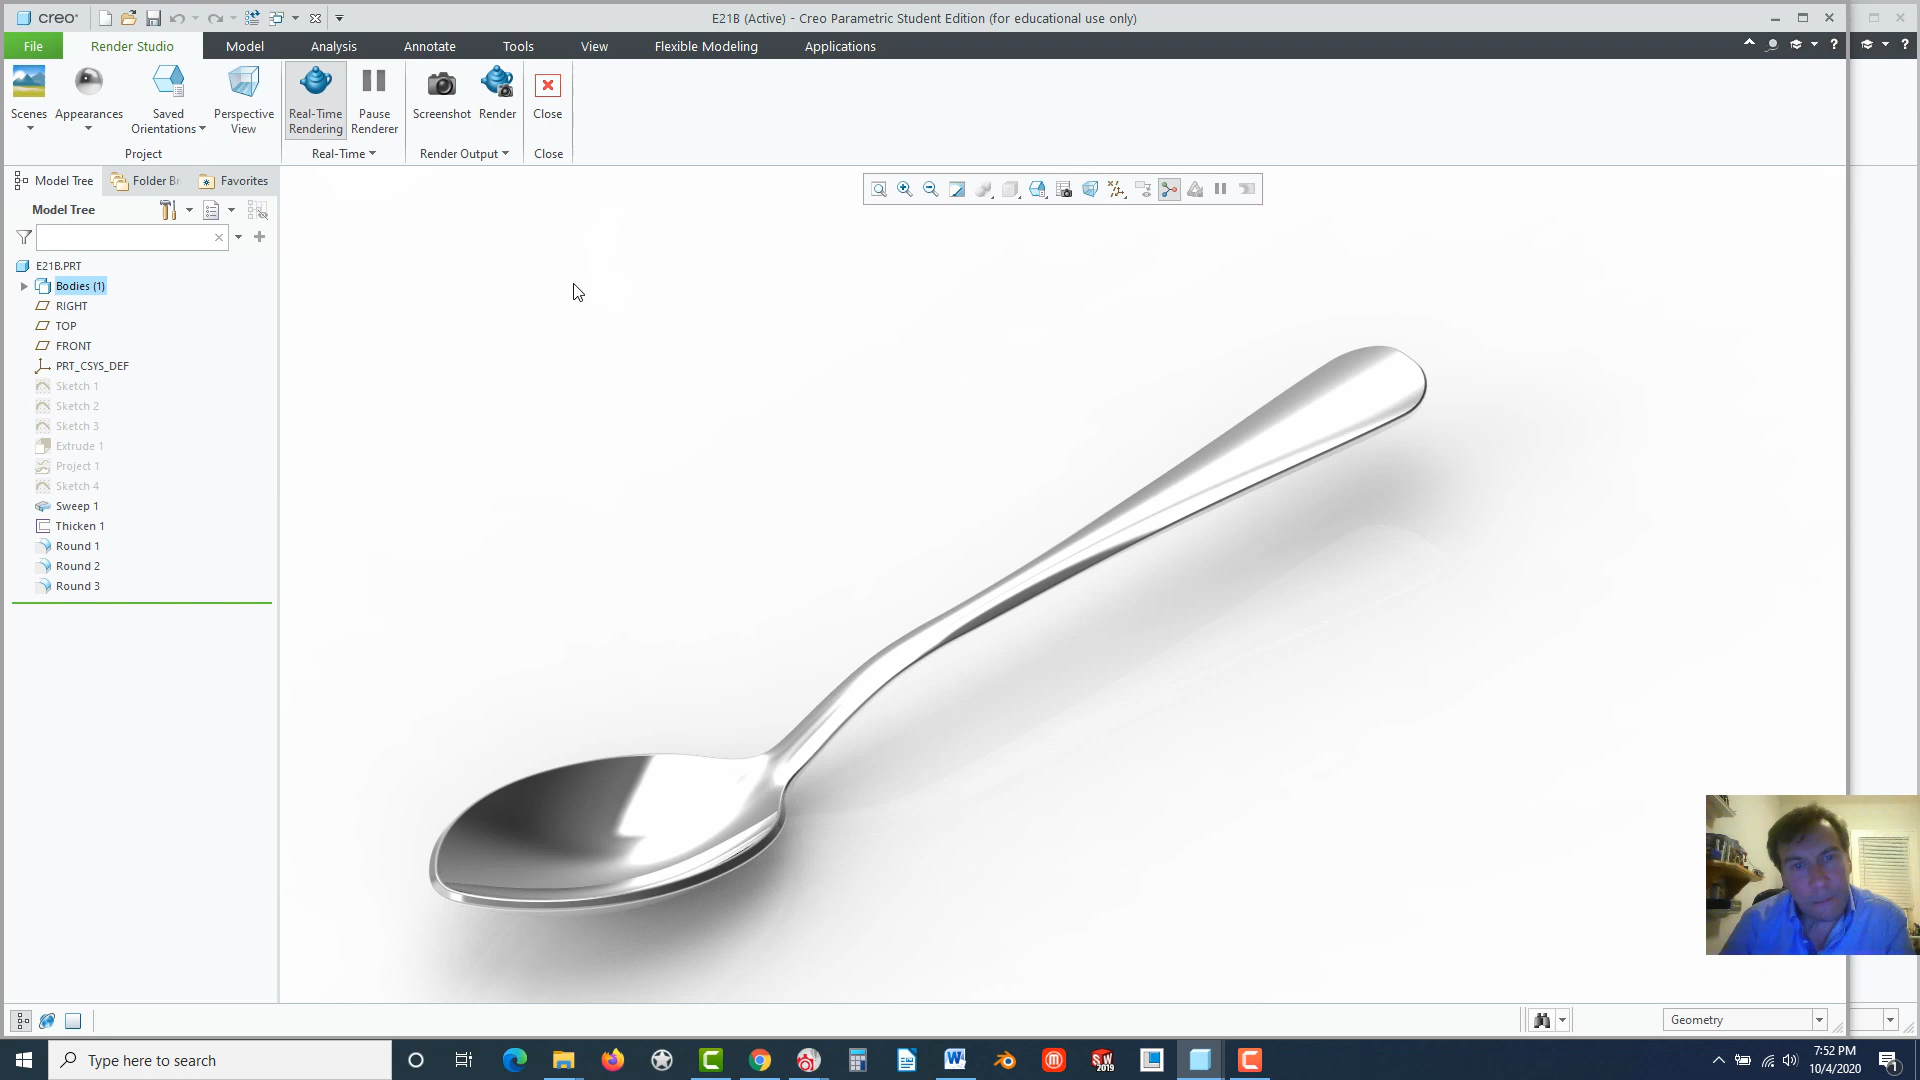 creo
E21B (Active) - Creo Parametric Student Edition (for educational use only)
File
Render Studio
Model
Analysis
Annotate
Tools
View
Flexible Modeling
Applications
Scenes
Appearances
Saved
Orientations
Perspective
View
Real-Time
Rendering
Pause
Renderer
Screenshot
Render
Close
Project
Real-Time
Render Output
Close
Model Tree
Folder Br
Favorites
Model Tree
E21B.PRT
Bodies (1)
RIGHT
TOP
FRONT
PRT_CSYS_DEF
Sketch 1
Sketch 2
Sketch 3
Extrude 1
Project 1
Sketch 4
Sweep 1
Thicken 1
Round 1
Round 2
Round 3
Geometry
Type here to search
SW
2019
7:52 PM
10/4/2020
1